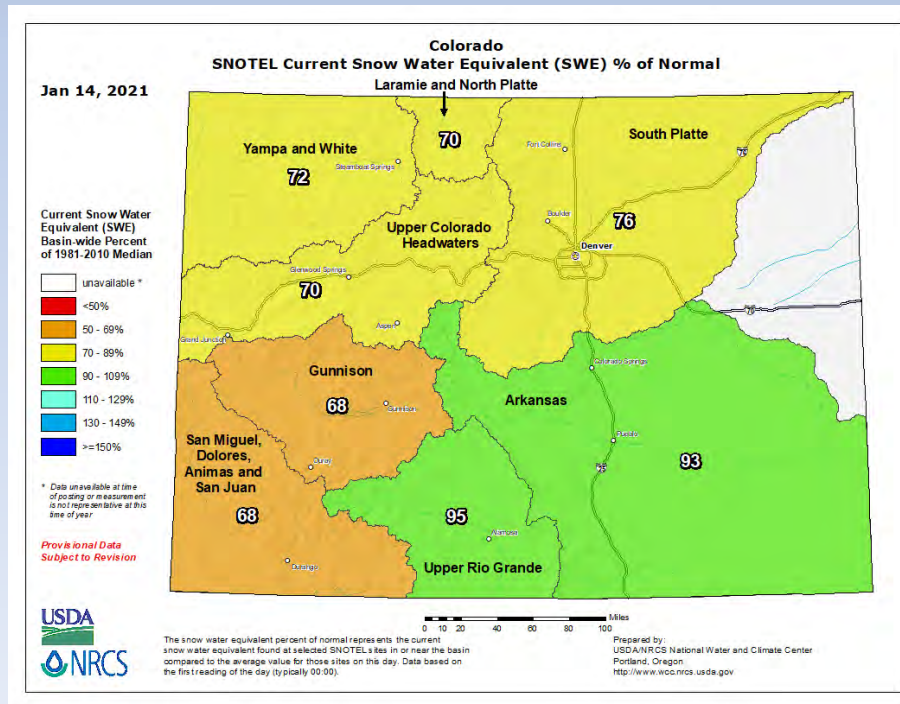 Colorado
SNOTEL Current Snow Water Equivalent (SWE) % of Normal
Jan 14, 2021
Laramie and North Platte
70
South Platte
Yampa and White
72
Steamboat Springs
Fort Collins
76
Boulder
Denver
Current Snow Water
Equivalent (SWE)
Basin-wide Percent
of 1981-2010 Median
unavailable *
<50%
50 - 69%
70 - 89%
90 - 109%
110 - 129%
130 - 149%
>=150%
* Data unavailable at time
of posting or measurement
is not representative at this
time of year
Provisional Data
Subject to Revision
Upper Colorado
Headwaters
Glenwood Springs
70
Aspen
Grand Junction
Gunnison
68
Gunnison
Ouray
San Miguel,
Dolores,
Animas and
San Juan
68
Durango
Colorado Springs
Arkansas
Pueblo
93
95
Alamosa
Upper Rio Grande
Miles
0 10 20 40 60 80 100
USDA
NRCS
The snow water equivalent percent of normal represents the current
snow water equivalent found at selected SNOTEL sites in or near the basin
compared to the average value for those sites on this day. Data based on
the first reading of the day (typically 00:00).
Prepared by:
USDA/NRCS National Water and Climate Center
Portland, Oregon
http://www.wcc.nrcs.usda.gov